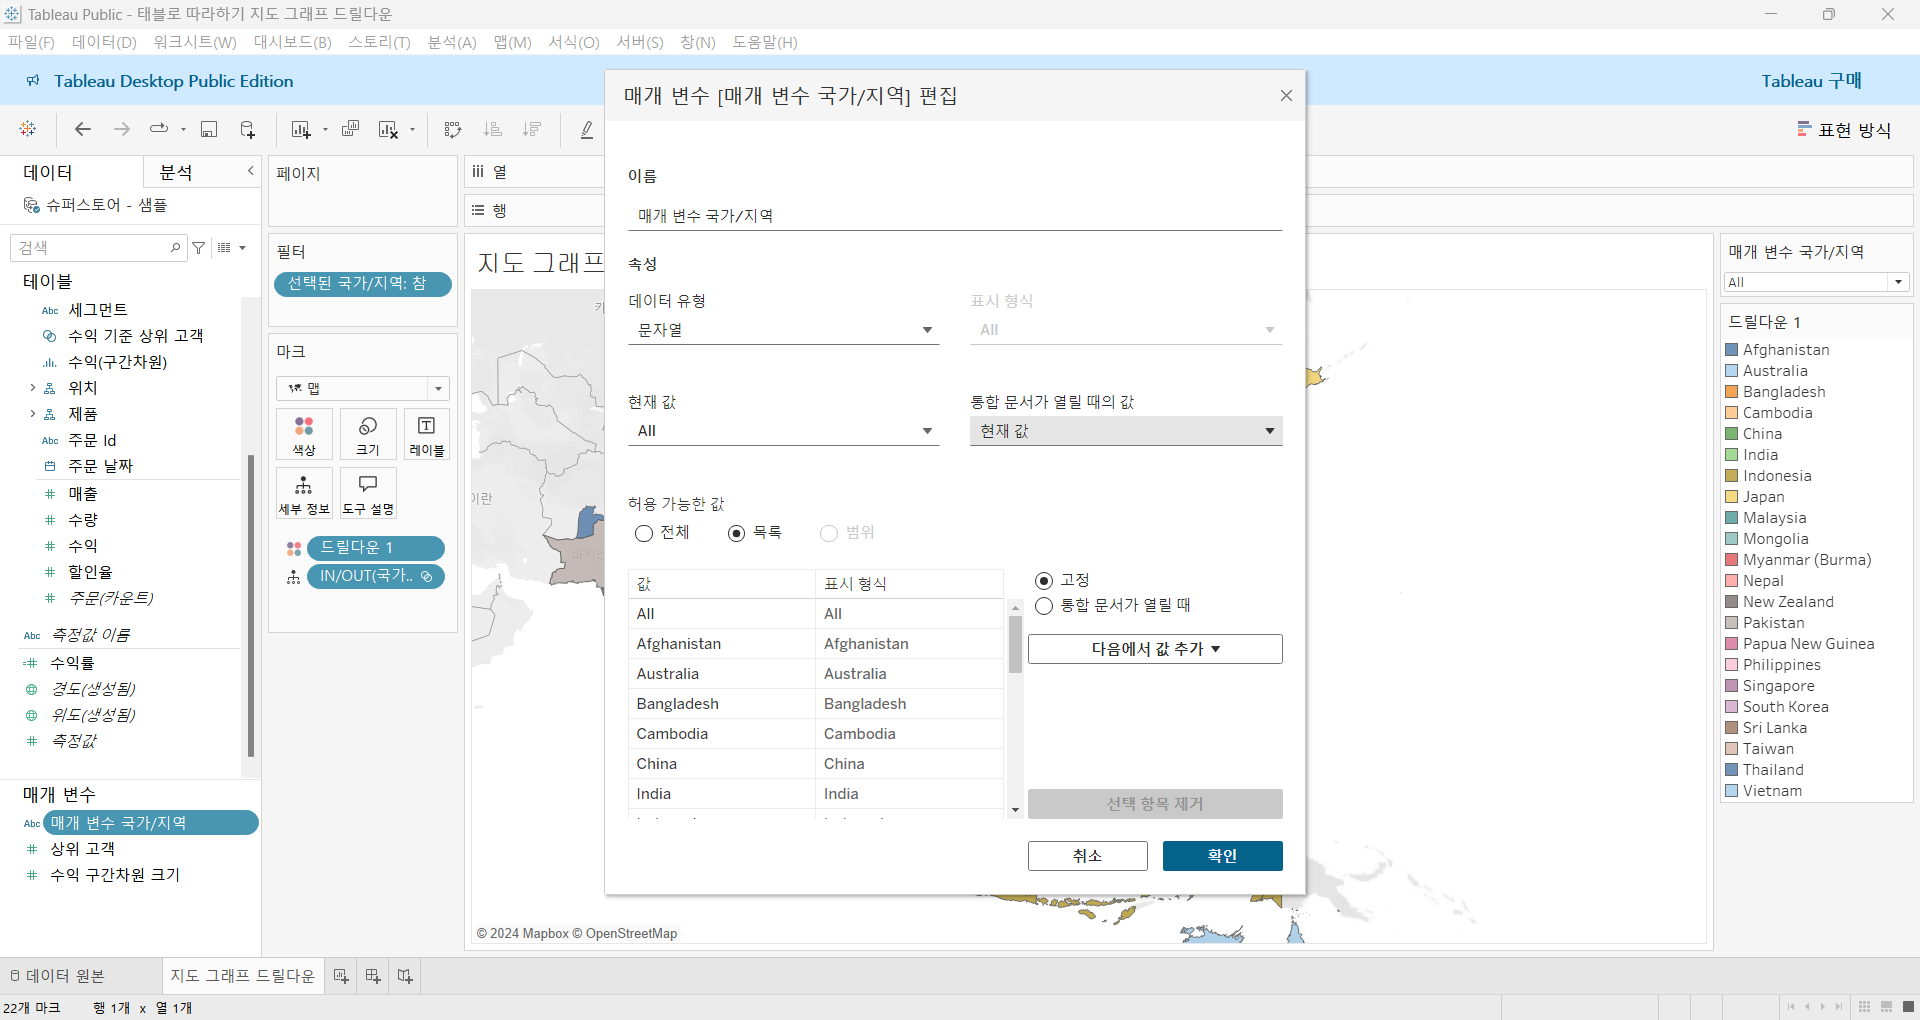 Tableau Public - 태블로 따라하기 지도 그래프 드릴다운
파일(F) 데이터(D) 워크시트(W) 대시보드(B) 스토리(T) 분석(A) 맵(M) 서식(O) 서버(S) 창(N) 도움말(H)
Tableau Desktop Public Edition
Tableau 구매
표현 방식
데이터
분석
슈퍼스토어 - 샘플
검색
테이블
Abc 세그먼트
수익 기준 상위 고객
수익(구간차원)
위치
제품
Abc 주문 Id
주문 날짜
매출
수량
수익
할인율
주문(카운트)
Abc 측정값 이름
수익률
경도(생성됨)
위도(생성됨)
측정값
매개 변수
Abc 매개 변수 국가/지역
상위 고객
수익 구간차원 크기
페이지
필터
선택된 국가/지역: 참
마크
맵
색상
크기
레이블
세부 정보
도구 설명
드릴다운 1
IN/OUT(국가..
열
행
지도 그래프
이란
© 2024 Mapbox © OpenStreetMap
매개 변수 [매개 변수 국가/지역] 편집
이름
매개 변수 국가/지역
속성
데이터 유형
표시 형식
문자열
All
현재 값
통합 문서가 열릴 때의 값
All
현재 값
허용 가능한 값
전체
목록
범위
값
표시 형식
All All
Afghanistan Afghanistan
Australia Australia
Bangladesh Bangladesh
Cambodia Cambodia
China China
India India
고정
통합 문서가 열릴 때
다음에서 값 추가
선택 항목 제거
취소
확인
매개 변수 국가/지역
All
드릴다운 1
Afghanistan
Australia
Bangladesh
Cambodia
China
India
Indonesia
Japan
Malaysia
Mongolia
Myanmar (Burma)
Nepal
New Zealand
Pakistan
Papua New Guinea
Philippines
Singapore
South Korea
Sri Lanka
Taiwan
Thailand
Vietnam
데이터 원본
지도 그래프 드릴다운
22개 마크 행 1개 x 열 1개